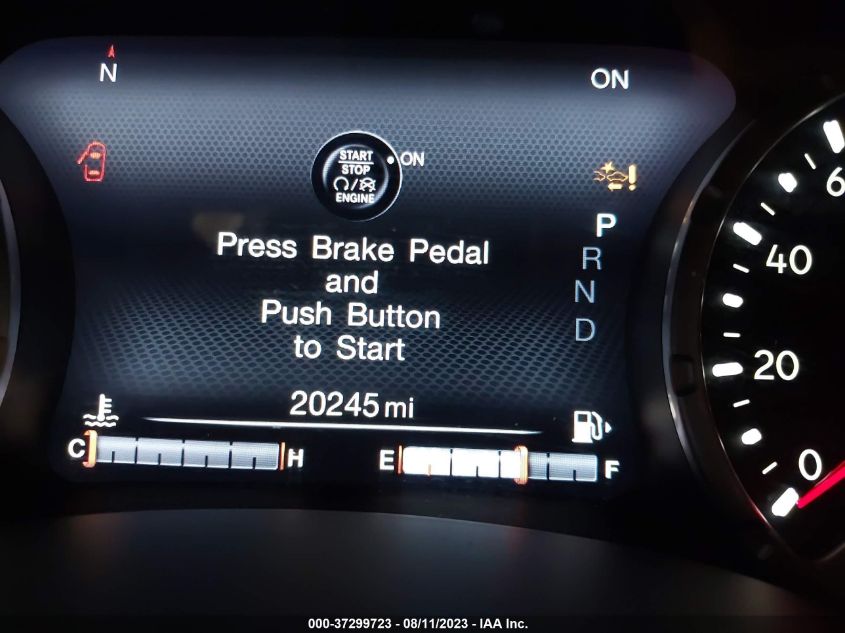 N
ON
START
STOP
ENGINE
ON
Press Brake Pedal
and
Push Button
to Start
P
R
N
D
20245 mi
C
H
E
F
6
40
20
0
000-37299723 - 08/11/2023 - IAA Inc.